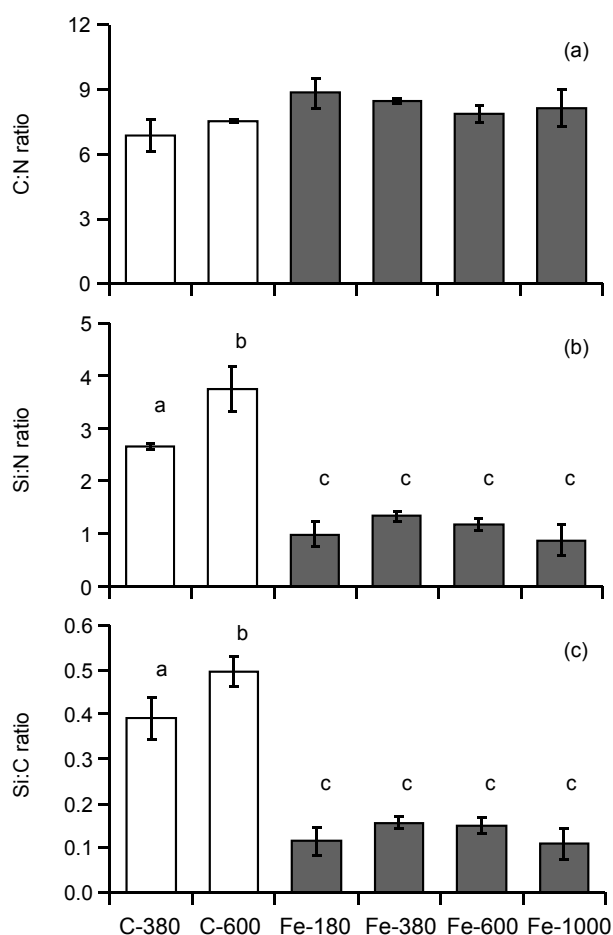 (a)
12
9
6
3
0
C:N ratio
(b)
5
4
3
2
1
0
Si:N ratio
a
b
c c c c
(c)
0.6
0.5
0.4
0.3
0.2
0.1
0.0
Si:C ratio
a
b
c c c c
C-380 C-600 Fe-180 Fe-380 Fe-600 Fe-1000